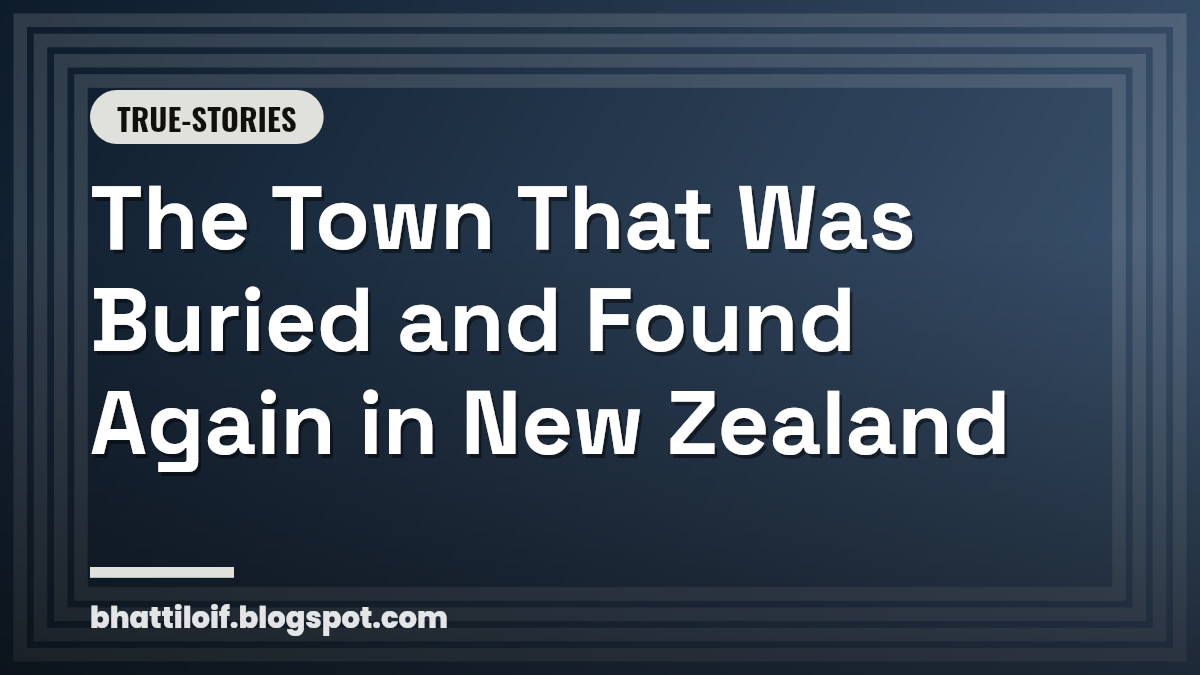 TRUE-STORIES
The Town That Was
Buried and Found
Again in New Zealand
bhattiloif.blogspot.com